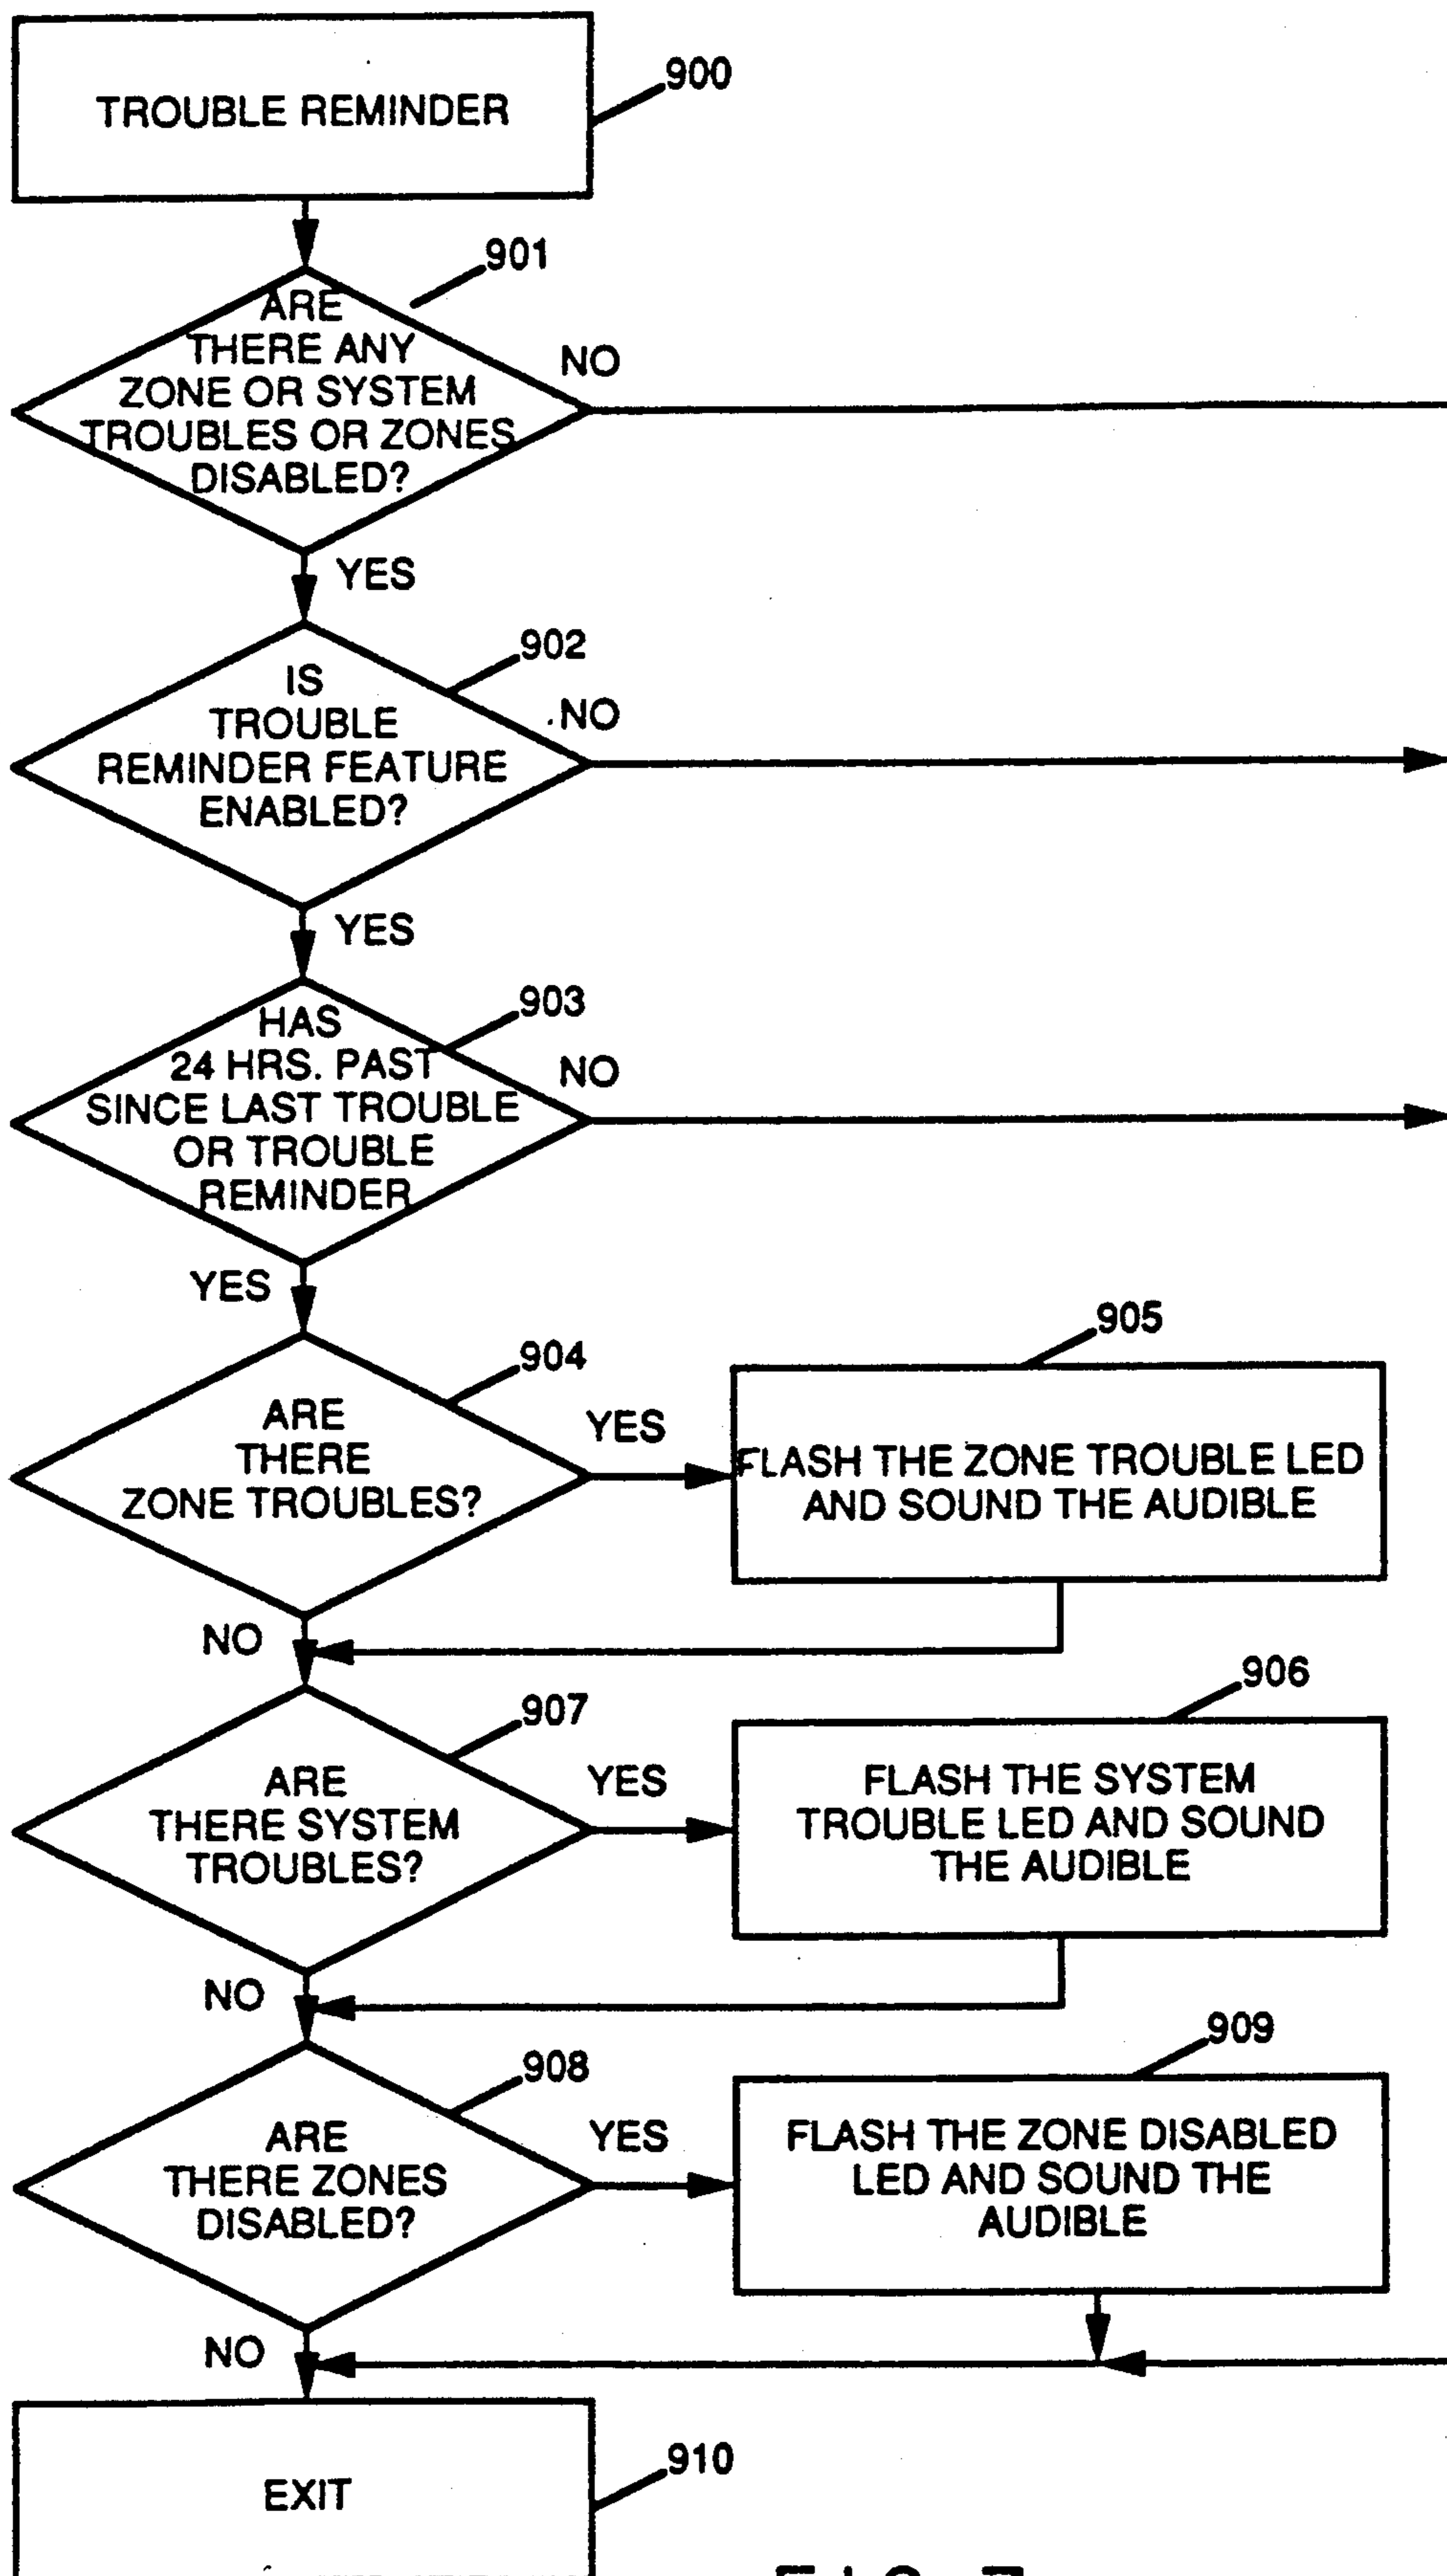 TROUBLE REMINDER
900
901
ARE
THERE ANY
ZONE OR SYSTEM
TROUBLES OR ZONES
DISABLED?
NO
YES
902
IS
TROUBLE
REMINDER FEATURE
ENABLED?
NO
YES
903
HAS
24 HRS. PAST
SINCE LAST TROUBLE
OR TROUBLE
REMINDER
NO
YES
904
ARE
THERE
ZONE TROUBLES?
YES
905
FLASH THE ZONE TROUBLE LED
AND SOUND THE AUDIBLE
NO
907
ARE
THERE SYSTEM
TROUBLES?
YES
906
FLASH THE SYSTEM
TROUBLE LED AND SOUND
THE AUDIBLE
NO
908
ARE
THERE ZONES
DISABLED?
YES
909
FLASH THE ZONE DISABLED
LED AND SOUND THE
AUDIBLE
NO
EXIT
910